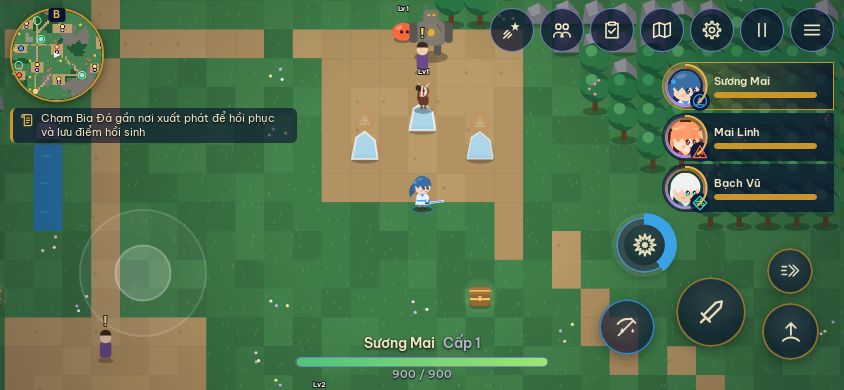 B
Lv1
!
Lv1
Chạm Bia Đá gần nơi xuất phát để hồi phục
và lưu điểm hồi sinh
Sương Mai
Mai Linh
Bạch Vũ
!
Sương Mai Cấp 1
900 / 900
Lv2